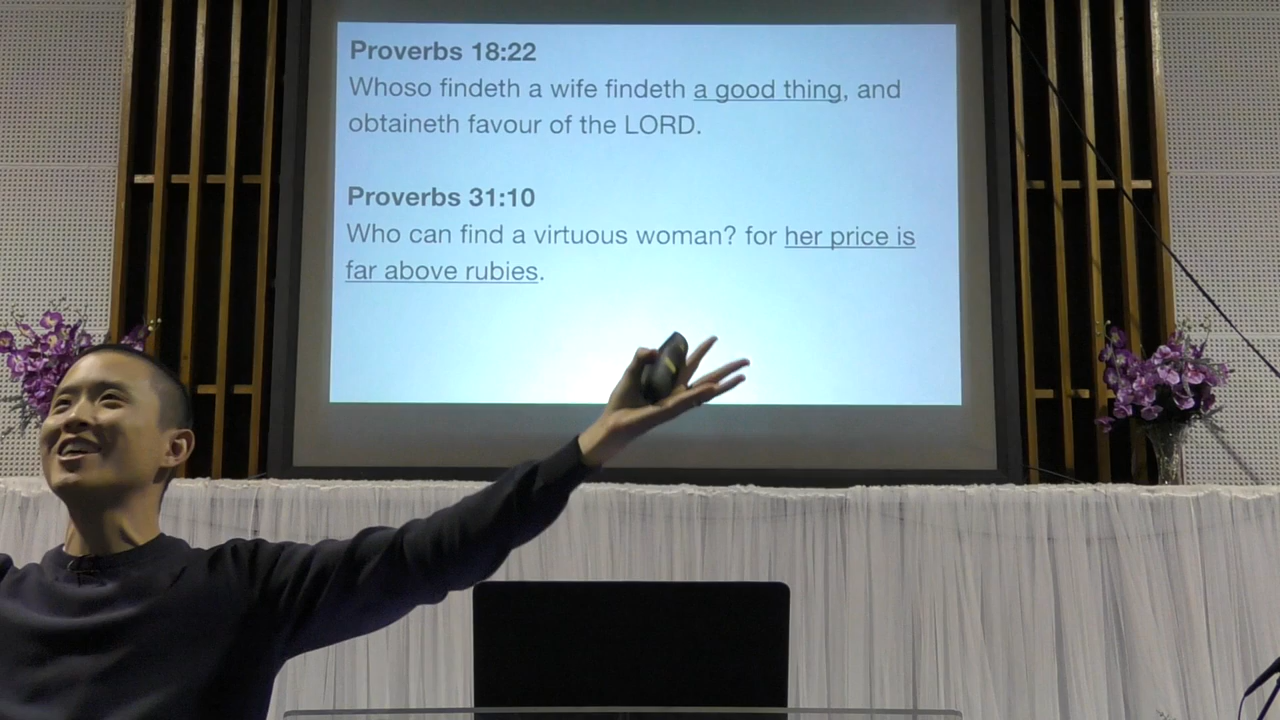 Proverbs 18:22
Whoso findeth a wife findeth a good thing, and
obtaineth favour of the LORD.
Proverbs 31:10
Who can find a virtuous woman? for her price is
far above rubies.